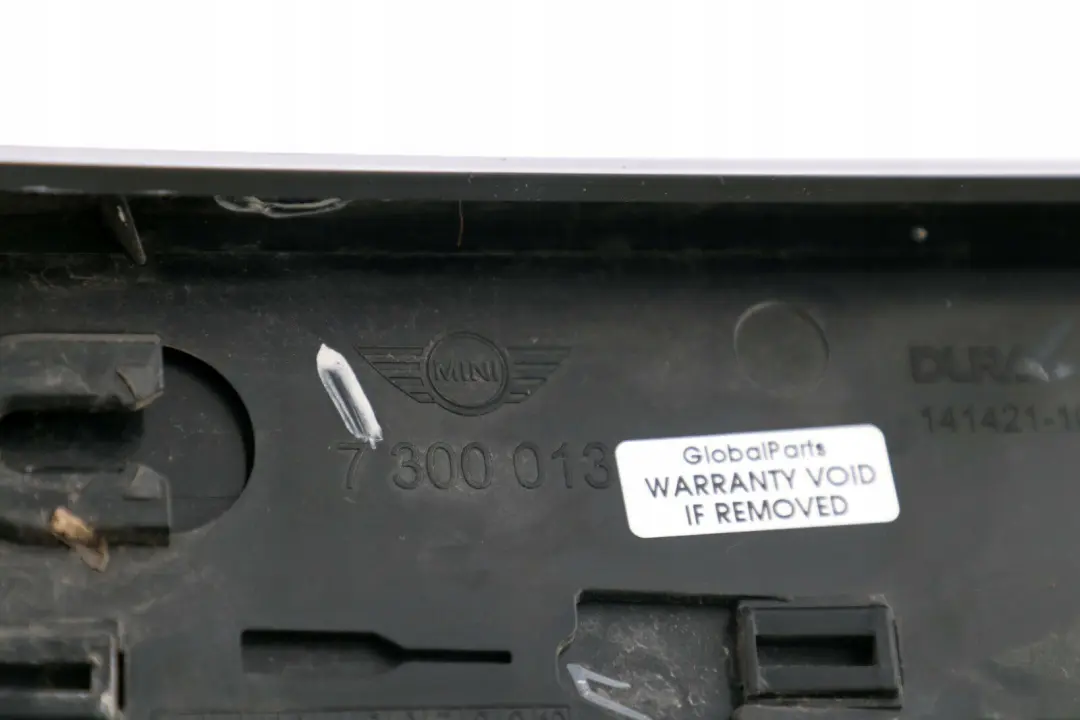 MINI
7 300 013
GlobalParts
WARRANTY VOID
IF REMOVED